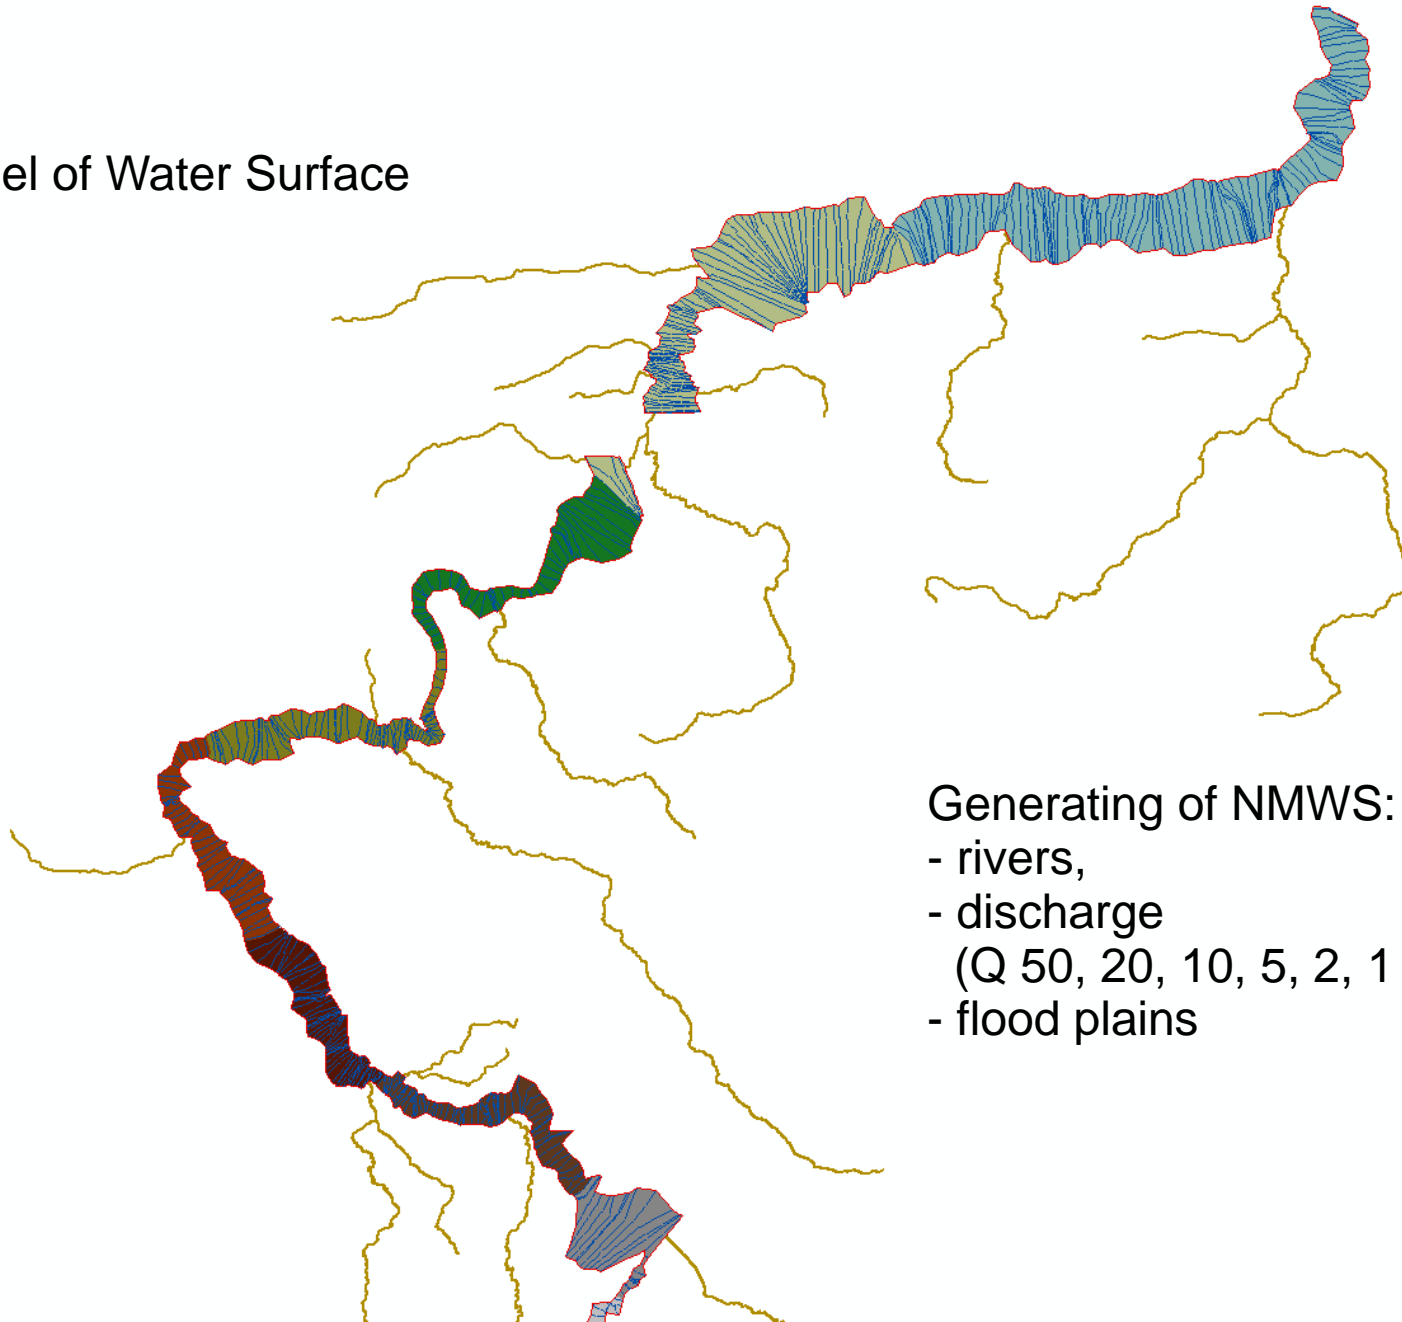 el of Water Surface
Generating of NMWS:
- rivers,
- discharge
(Q 50, 20, 10, 5, 2, 1
- flood plains